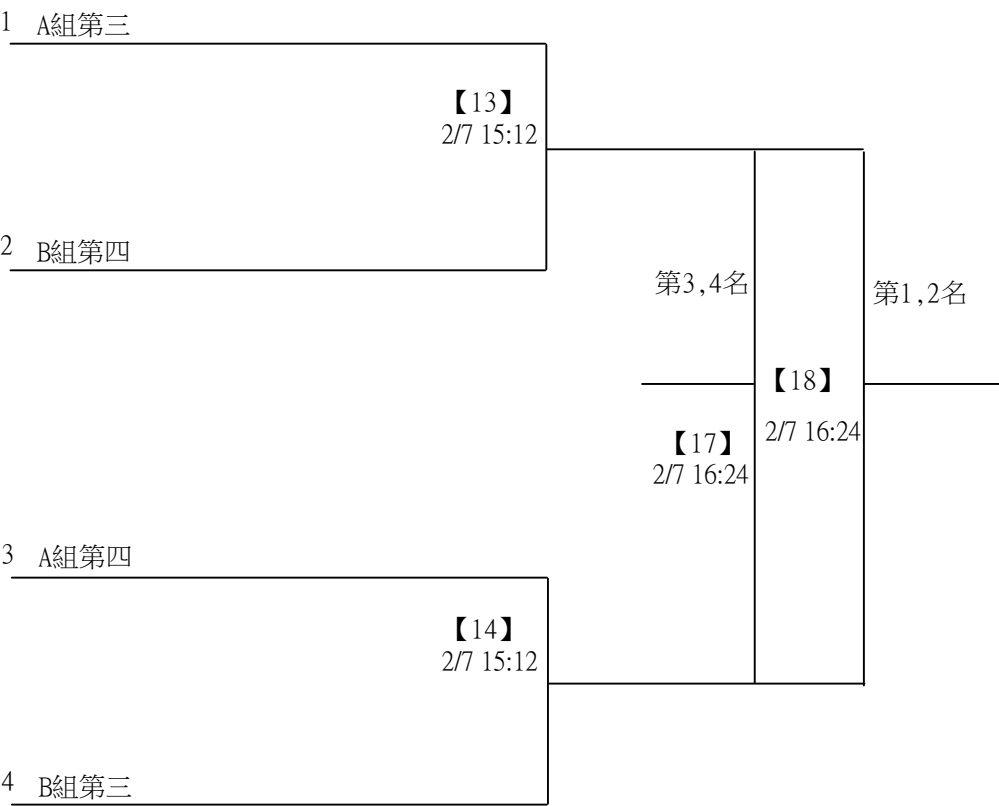 1 A組第三
【13】
2/7 15:12
2 B組第四
第3,4名
第1,2名
【18】
2/7 16:24
【17】
2/7 16:24
3 A組第四
【14】
2/7 15:12
4 B組第三